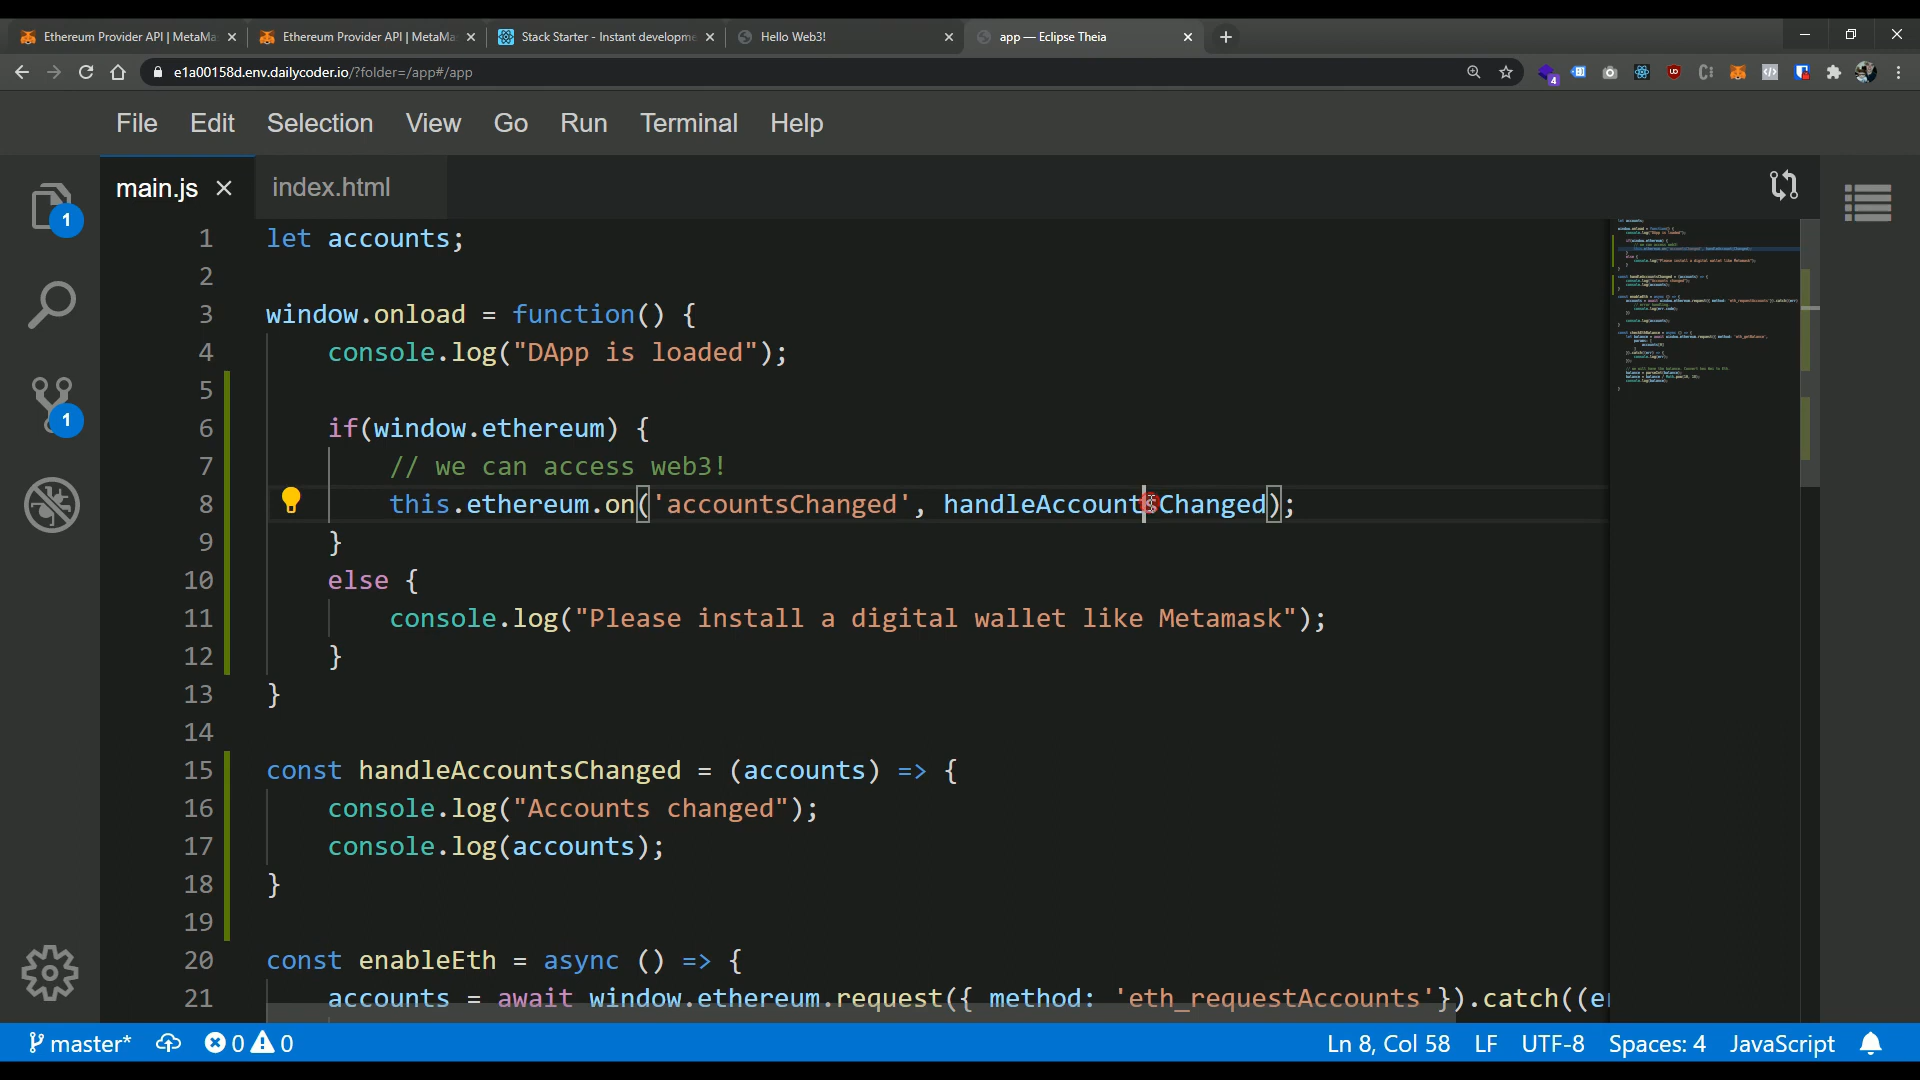 Ethereum Provider API | MetaMa
Ethereum Provider API | MetaMa
Stack Starter - Instant developme
Hello Web3!
app — Eclipse Theia
e1a00158d.env.dailycoder.io/?folder=/app#/app
4
File Edit Selection View Go Run Terminal Help
main.js
index.html
1
1
1 let accounts;
2
3 window.onload = function() {
4 console.log("DApp is loaded");
5
6 if(window.ethereum) {
7 // we can access web3!
8 this.ethereum.on('accountsChanged', handleAccountsChanged);
9 }
10 else {
11 console.log("Please install a digital wallet like Metamask");
12 }
13 }
14
15 const handleAccountsChanged = (accounts) => {
16 console.log("Accounts changed");
17 console.log(accounts);
18 }
19
20 const enableEth = async () => {
21 accounts = await window.ethereum.request({ method: 'eth_requestAccounts'}).catch((er
master* 0 0 Ln 8, Col 58 LF UTF-8 Spaces: 4 JavaScript